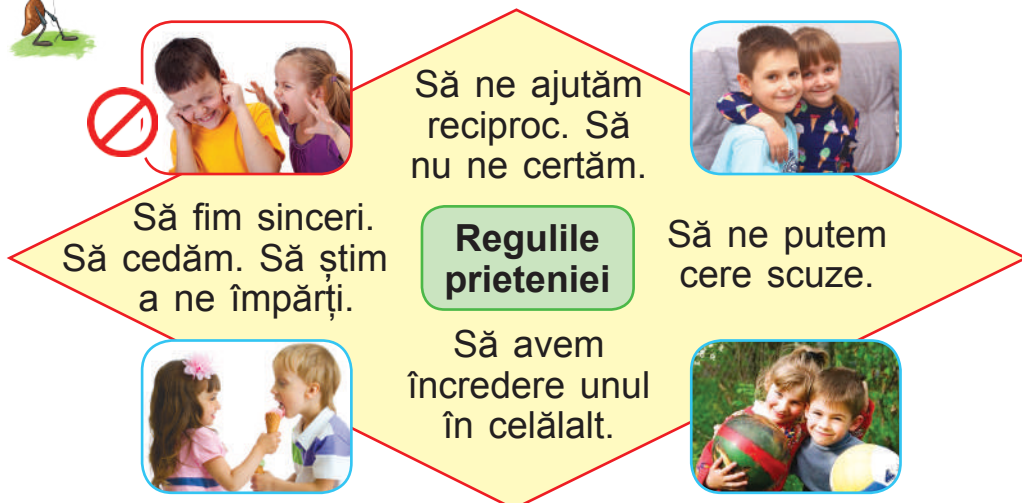 Să ne ajutăm
reciproc. Să
nu ne certăm.
Să fim sinceri.
Să cedăm. Să știm
a ne împărți.
Regulile
prieteniei
Să ne putem
cere scuze.
Să avem
încredere unul
în celălalt.